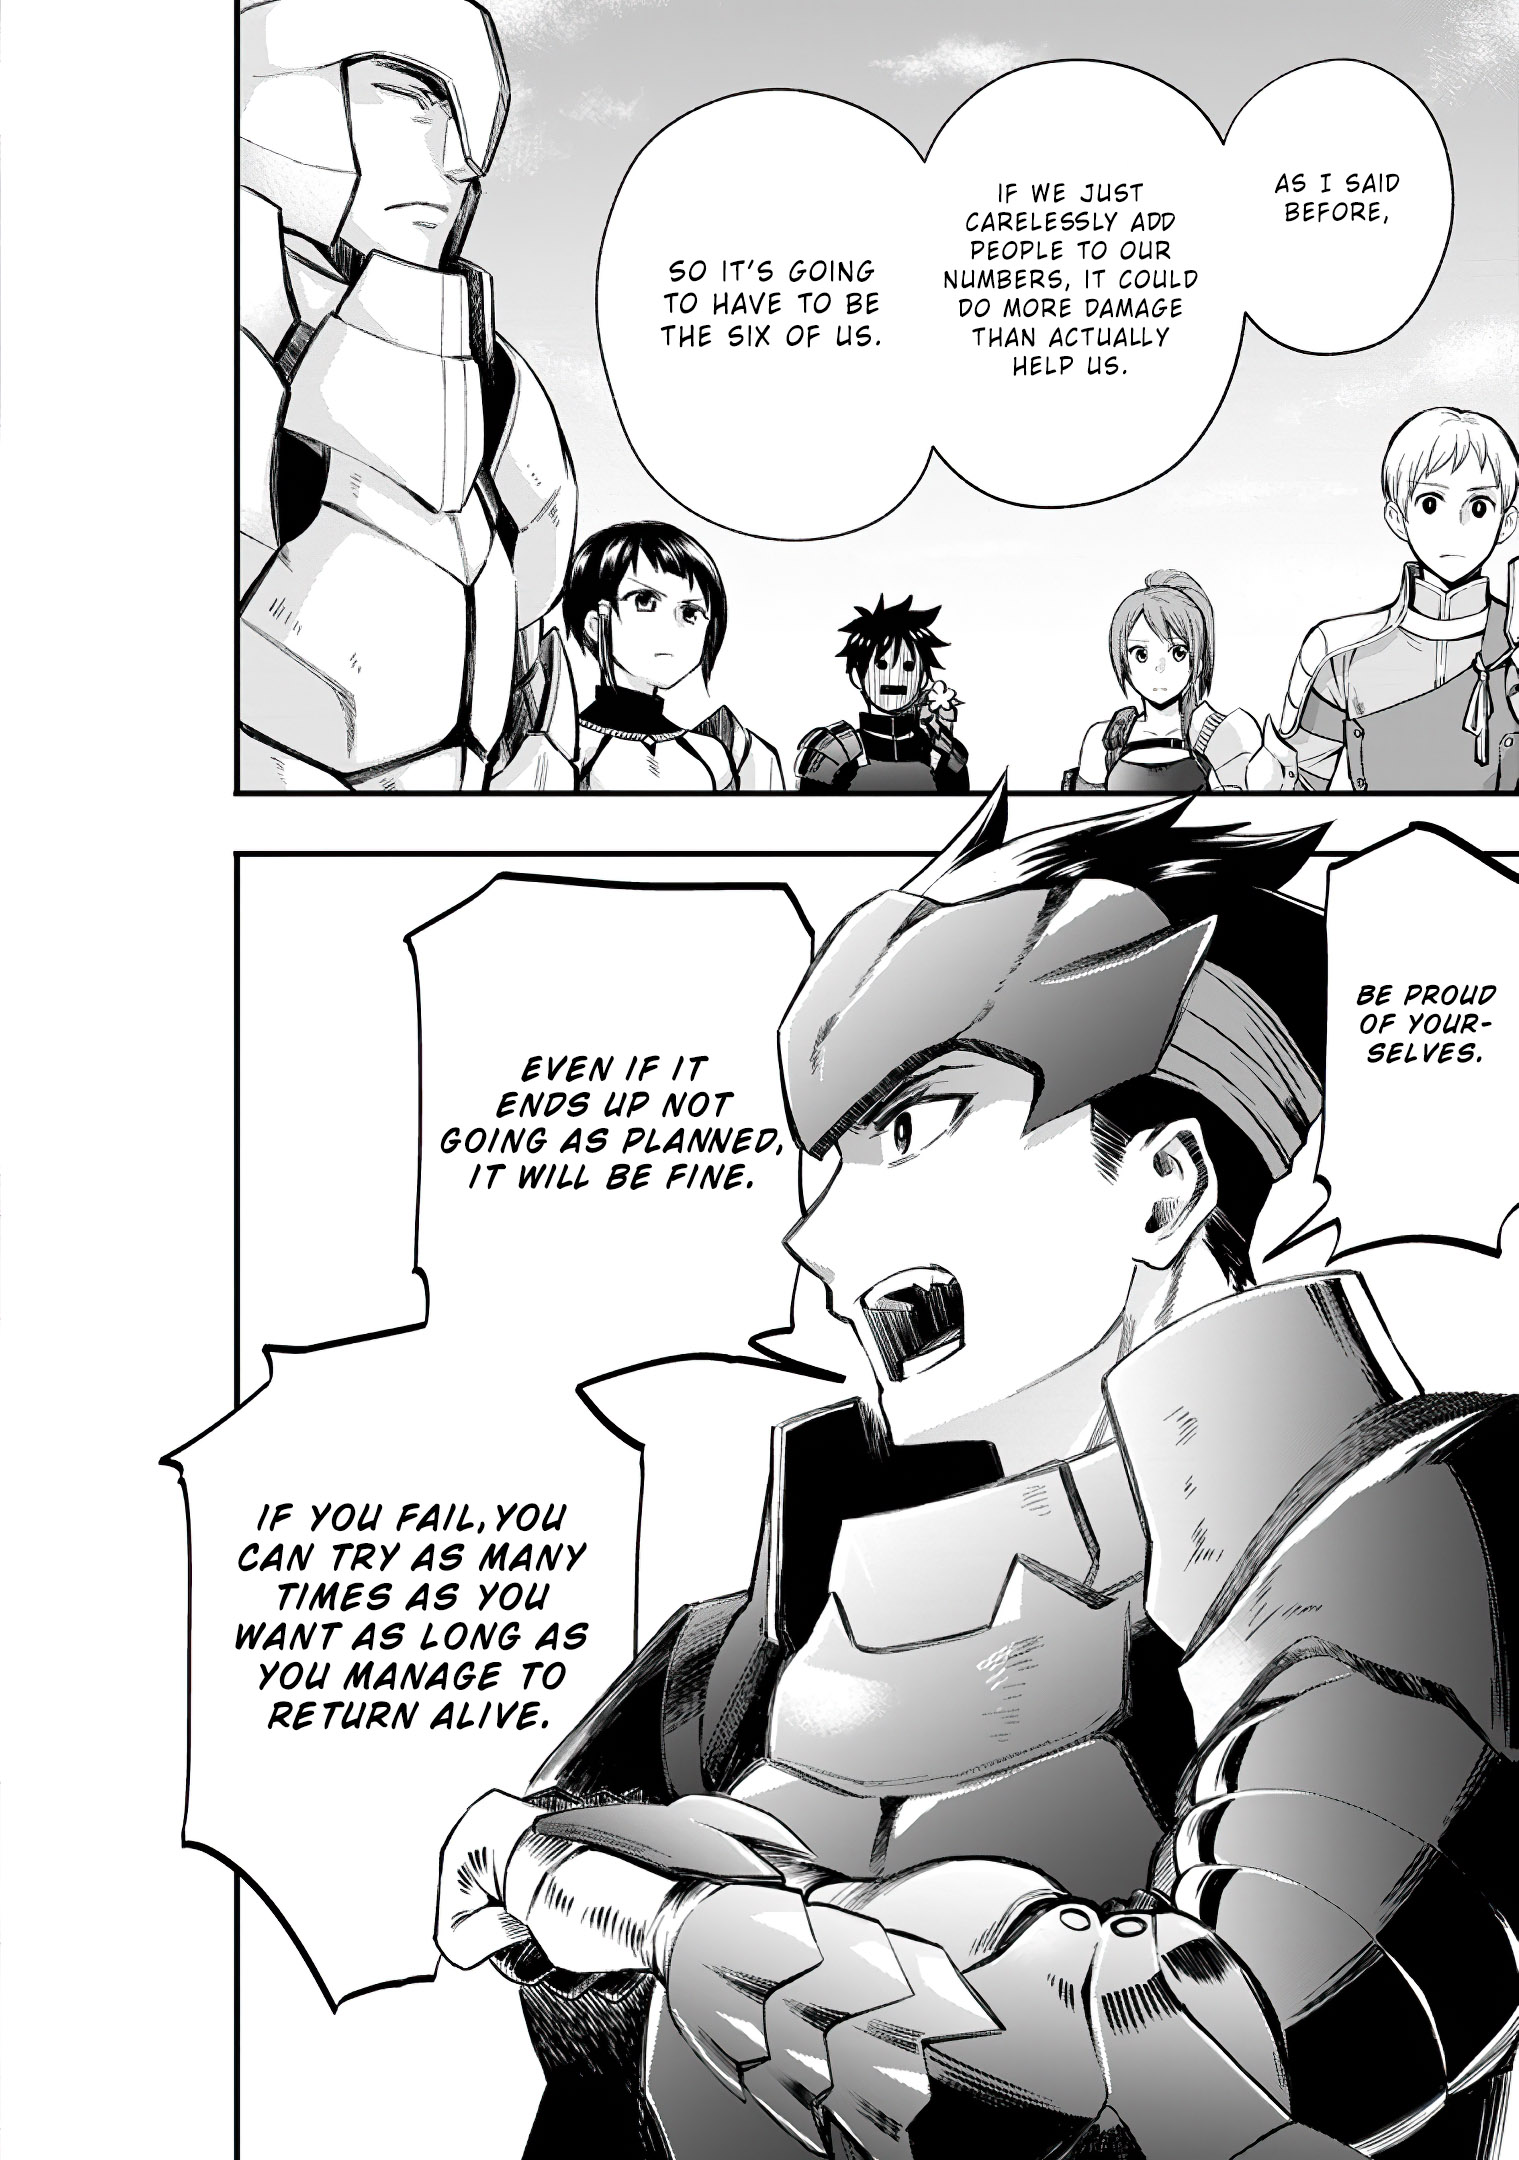 AS I SAID
BEFORE,
IF WE JUST
CARELESSLY ADD
PEOPLE TO OUR
NUMBERS, IT COULD
DO MORE DAMAGE
THAN ACTUALLY
HELP US.
SO IT'S GOING
TO HAVE TO BE
THE SIX OF US.
BE PROUD
OF YOUR-
SELVES.
EVEN IF IT
ENDS UP NOT
GOING AS PLANNED,
IT WILL BE FINE.
IF YOU FAIL, YOU
CAN TRY AS MANY
TIMES AS YOU
WANT AS LONG AS
YOU MANAGE TO
RETURN ALIVE.